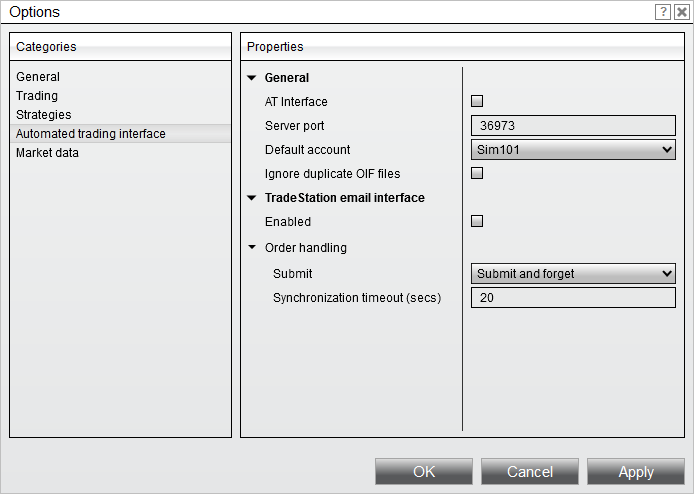 Options
?
Categories
Properties
General
Trading
Strategies
Automated trading interface
Market data
General
AT Interface
Server port 36973
Default account Sim101
Ignore duplicate OIF files
TradeStation email interface
Enabled
Order handling
Submit Submit and forget
Synchronization timeout (secs) 20
OK Cancel Apply